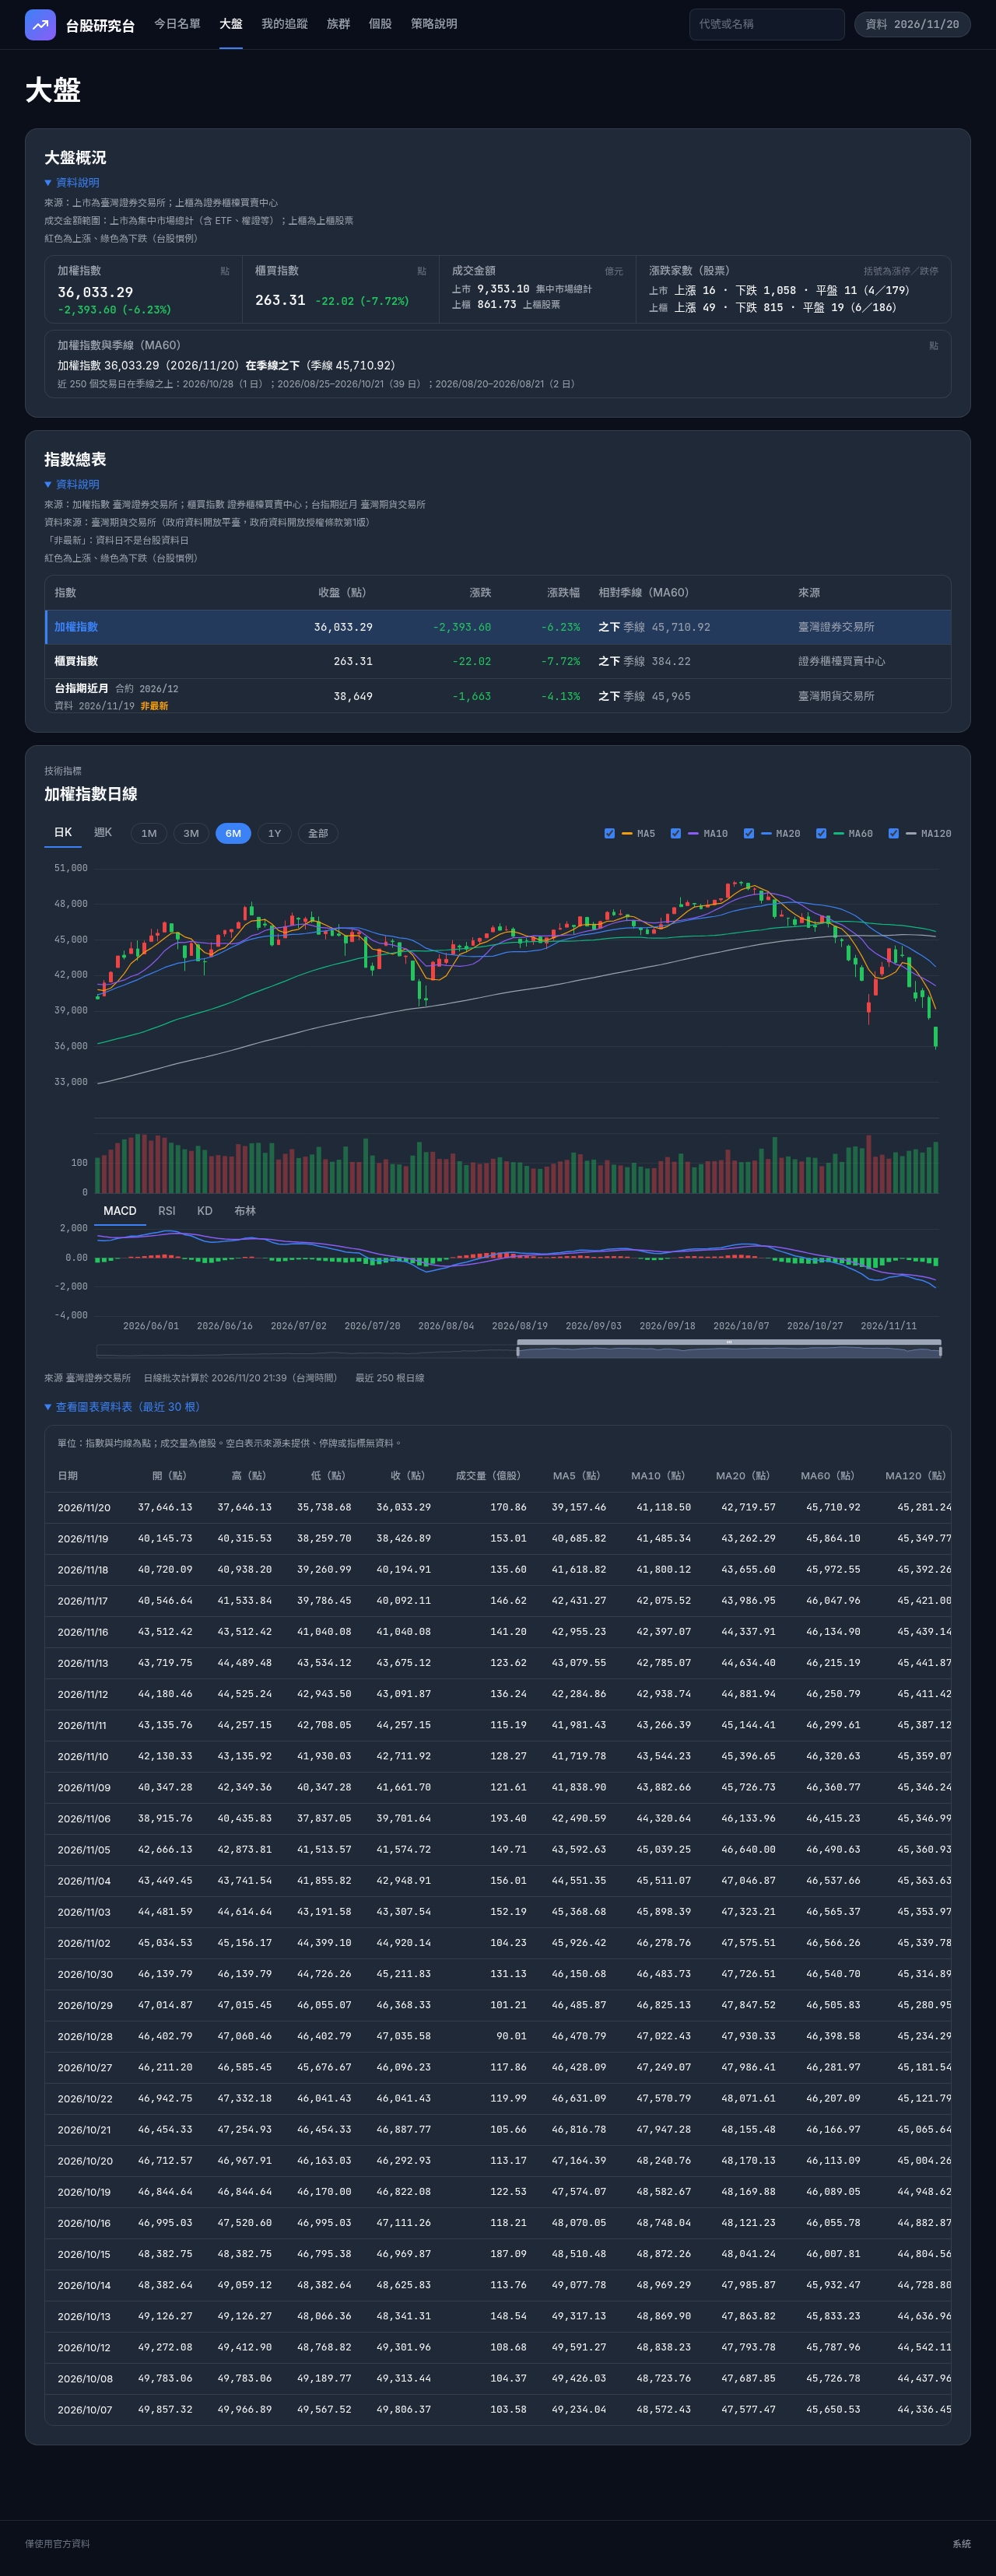 台股研究台 今日名單 大盤 我的追蹤 族群 個股 策略說明 代號或名稱 資料 2026/11/20
大盤
大盤概況
▼ 資料說明
來源：上市為臺灣證券交易所；上櫃為證券櫃檯買賣中心
成交金額範圍：上市為集中市場總計（含 ETF、權證等）；上櫃為上櫃股票
紅色為上漲、綠色為下跌（台股慣例）
加權指數 點
36,033.29
-2,393.60 (-6.23%)
櫃買指數 點
263.31 -22.02 (-7.72%)
成交金額 億元
上市 9,353.10 集中市場總計
上櫃 861.73 上櫃股票
漲跌家數（股票） 括號為漲停／跌停
上市 上漲 16 · 下跌 1,058 · 平盤 11（4／179）
上櫃 上漲 49 · 下跌 815 · 平盤 19（6／186）
加權指數與季線（MA60） 點
加權指數 36,033.29（2026/11/20）在季線之下（季線 45,710.92）
近 250 個交易日在季線之上：2026/10/28（1 日）；2026/08/25–2026/10/21（39 日）；2026/08/20–2026/08/21（2 日）
指數總表
▼ 資料說明
來源：加權指數 臺灣證券交易所；櫃買指數 證券櫃檯買賣中心；台指期近月 臺灣期貨交易所
資料來源：臺灣期貨交易所（政府資料開放平臺，政府資料開放授權條款第1版）
「非最新」：資料日不是台股資料日
紅色為上漲、綠色為下跌（台股慣例）
指數 收盤（點） 漲跌 漲跌幅 相對季線（MA60） 來源
加權指數 36,033.29 -2,393.60 -6.23% 之下 季線 45,710.92 臺灣證券交易所
櫃買指數 263.31 -22.02 -7.72% 之下 季線 384.22 證券櫃檯買賣中心
台指期近月 合約 2026/12
資料 2026/11/19 非最新
38,649 -1,663 -4.13% 之下 季線 45,965 臺灣期貨交易所
技術指標
加權指數日線
日K 週K 1M 3M 6M 1Y 全部 MA5 MA10 MA20 MA60 MA120
51,000
48,000
45,000
42,000
39,000
36,000
33,000
100
0
MACD RSI KD 布林
2,000
0.00
-2,000
-4,000
2026/06/01 2026/06/16 2026/07/02 2026/07/20 2026/08/04 2026/08/19 2026/09/03 2026/09/18 2026/10/07 2026/10/27 2026/11/11
來源 臺灣證券交易所 日線批次計算於 2026/11/20 21:39（台灣時間） 最近 250 根日線
▼ 查看圖表資料表（最近 30 根）
單位：指數與均線為點；成交量為億股。空白表示來源未提供、停牌或指標無資料。
日期 開（點） 高（點） 低（點） 收（點） 成交量（億股） MA5（點） MA10（點） MA20（點） MA60（點） MA120（點）
2026/11/20 37,646.13 37,646.13 35,738.68 36,033.29 170.86 39,157.46 41,118.50 42,719.57 45,710.92 45,281.24
2026/11/19 40,145.73 40,315.53 38,259.70 38,426.89 153.01 40,685.82 41,485.34 43,262.29 45,864.10 45,349.77
2026/11/18 40,720.09 40,938.20 39,260.99 40,194.91 135.60 41,618.82 41,800.12 43,655.60 45,972.55 45,392.26
2026/11/17 40,546.64 41,533.84 39,786.45 40,092.11 146.62 42,431.27 42,075.52 43,986.95 46,047.96 45,421.00
2026/11/16 43,512.42 43,512.42 41,040.08 41,040.08 141.20 42,955.23 42,397.07 44,337.91 46,134.90 45,439.14
2026/11/13 43,719.75 44,489.48 43,534.12 43,675.12 123.62 43,079.55 42,785.07 44,634.40 46,215.19 45,441.87
2026/11/12 44,180.46 44,525.24 42,943.50 43,091.87 136.24 42,284.86 42,938.74 44,881.94 46,250.79 45,411.42
2026/11/11 43,135.76 44,257.15 42,708.05 44,257.15 115.19 41,981.43 43,266.39 45,144.41 46,299.61 45,387.12
2026/11/10 42,130.33 43,135.92 41,930.03 42,711.92 128.27 41,719.78 43,544.23 45,396.65 46,320.63 45,359.07
2026/11/09 40,347.28 42,349.36 40,347.28 41,661.70 121.61 41,838.90 43,882.66 45,726.73 46,360.77 45,346.24
2026/11/06 38,915.76 40,435.83 37,837.05 39,701.64 193.40 42,490.59 44,320.64 46,133.96 46,415.23 45,346.99
2026/11/05 42,666.13 42,873.81 41,513.57 41,574.72 149.71 43,592.63 45,039.25 46,640.00 46,490.63 45,360.93
2026/11/04 43,449.45 43,741.54 41,855.82 42,948.91 156.01 44,551.35 45,511.07 47,046.87 46,537.66 45,363.63
2026/11/03 44,481.59 44,614.64 43,191.58 43,307.54 152.19 45,368.68 45,898.39 47,323.21 46,565.37 45,353.97
2026/11/02 45,034.53 45,156.17 44,399.10 44,920.14 104.23 45,926.42 46,278.76 47,575.51 46,566.26 45,339.78
2026/10/30 46,139.79 46,139.79 44,726.26 45,211.83 131.13 46,150.68 46,483.73 47,726.51 46,540.70 45,314.89
2026/10/29 47,014.87 47,015.45 46,055.07 46,368.33 101.21 46,485.87 46,825.13 47,847.52 46,505.83 45,280.95
2026/10/28 46,402.79 47,060.46 46,402.79 47,035.58 90.01 46,470.79 47,022.43 47,930.33 46,398.58 45,234.29
2026/10/27 46,211.20 46,585.45 45,676.67 46,096.23 117.86 46,428.09 47,249.07 47,986.41 46,281.97 45,181.54
2026/10/22 46,942.75 47,332.18 46,041.43 46,041.43 119.99 46,631.09 47,570.79 48,071.61 46,207.09 45,121.79
2026/10/21 46,454.33 47,254.93 46,454.33 46,887.77 105.66 46,816.78 47,947.28 48,155.48 46,166.97 45,065.64
2026/10/20 46,712.57 46,967.91 46,163.03 46,292.93 113.17 47,164.39 48,240.76 48,170.13 46,113.09 45,004.26
2026/10/19 46,844.64 46,844.64 46,170.00 46,822.08 122.53 47,574.07 48,582.67 48,169.88 46,089.05 44,948.62
2026/10/16 46,995.03 47,520.60 46,995.03 47,111.26 118.21 48,070.05 48,748.04 48,121.23 46,055.78 44,882.87
2026/10/15 48,382.75 48,382.75 46,795.38 46,969.87 187.09 48,510.48 48,872.26 48,041.24 46,007.81 44,804.56
2026/10/14 48,382.64 49,059.12 48,382.64 48,625.83 113.76 49,077.78 48,969.29 47,985.87 45,932.47 44,728.80
2026/10/13 49,126.27 49,126.27 48,066.36 48,341.31 148.54 49,317.13 48,869.90 47,863.82 45,833.23 44,636.96
2026/10/12 49,272.08 49,412.90 48,768.82 49,301.96 108.68 49,591.27 48,838.23 47,793.78 45,787.96 44,542.11
2026/10/08 49,783.06 49,783.06 49,189.77 49,313.44 104.37 49,426.03 48,723.76 47,687.85 45,726.78 44,437.96
2026/10/07 49,857.32 49,966.89 49,567.52 49,806.37 103.58 49,234.04 48,572.43 47,577.47 45,650.53 44,336.45
僅使用官方資料 系統